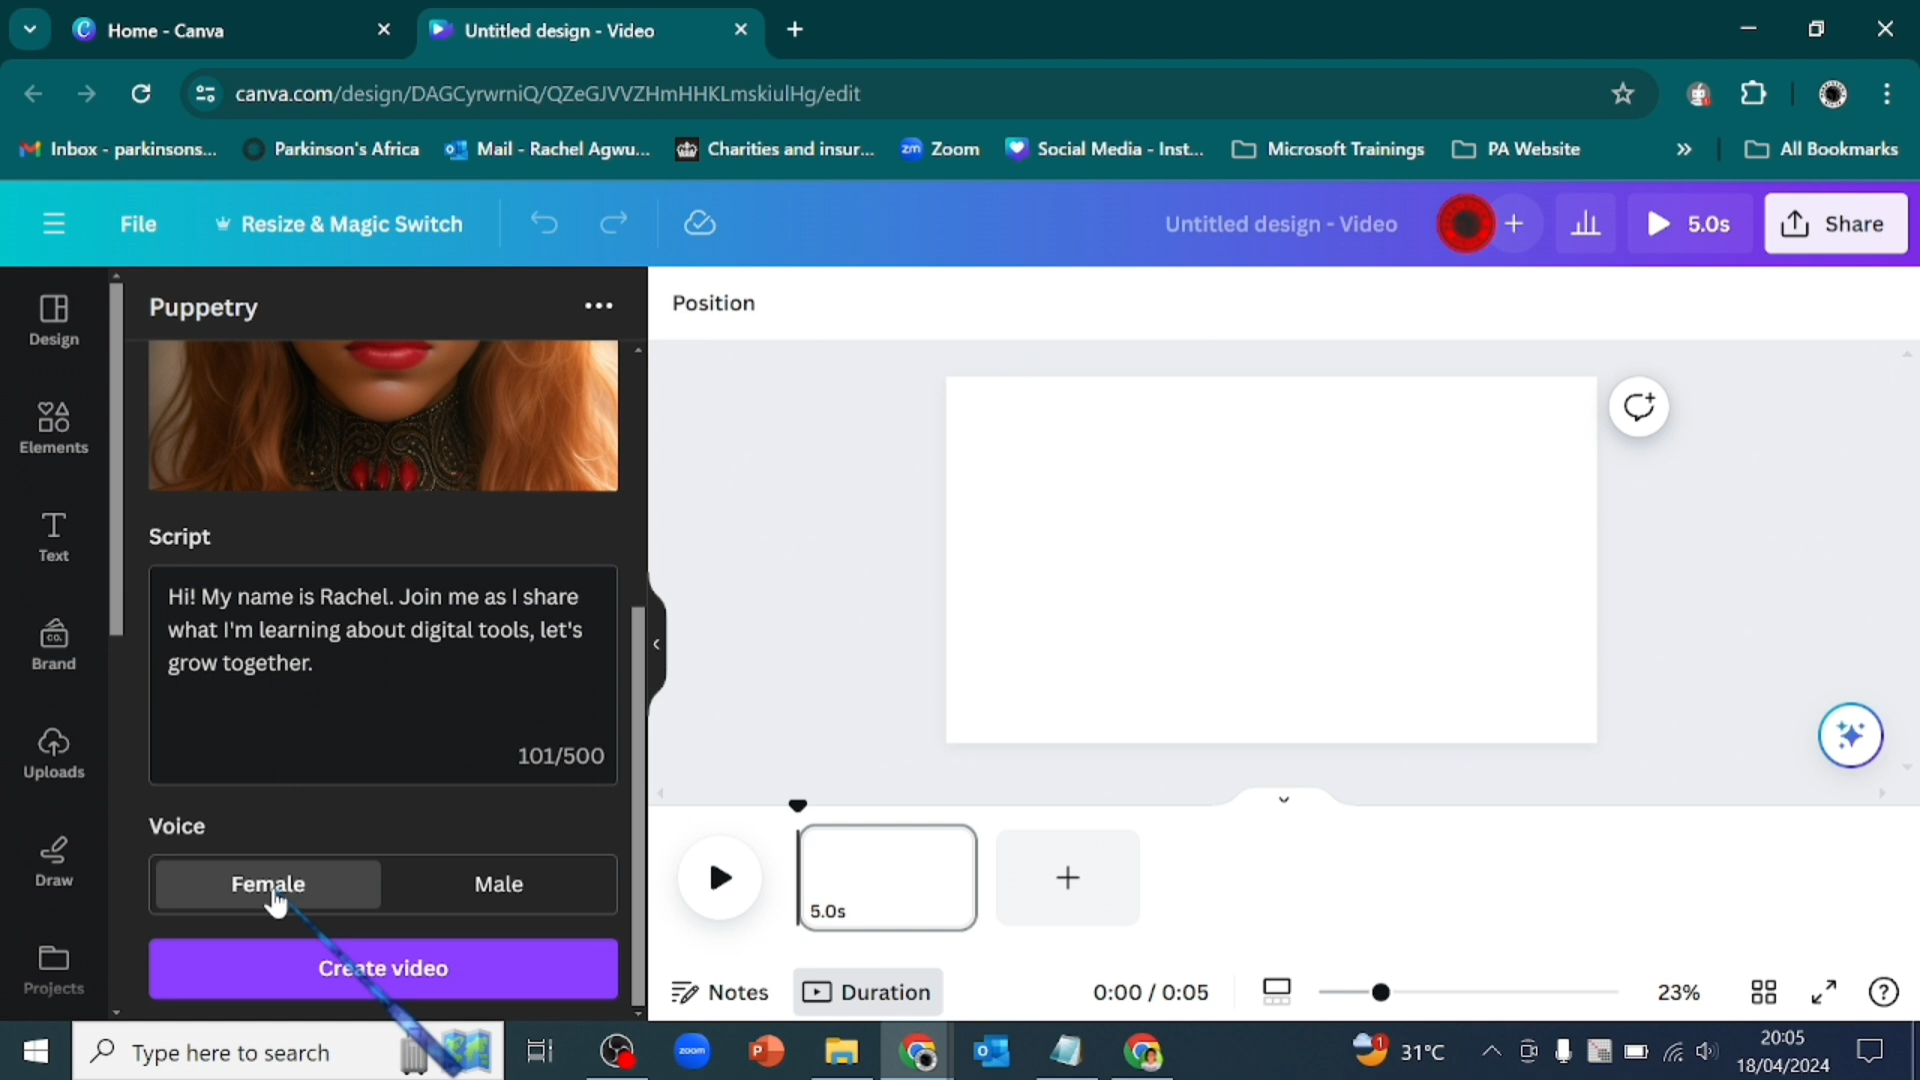 Home - Canva
Untitled design - Video
canva.com/design/DAGCyrwrniQ/QZeGJVVZHmHHKLmskiulHg/edit
Inbox - parkinsons...
Parkinson's Africa
Mail - Rachel Agwu...
Charities and insur...
zm Zoom
Social Media - Inst...
Microsoft Trainings
PA Website
All Bookmarks
File
Resize & Magic Switch
Untitled design - Video
5.0s
Share
Design
Elements
Text
Brand
Uploads
Draw
Projects
Puppetry
Script
Hi! My name is Rachel. Join me as I share
what I'm learning about digital tools, let's
grow together.
101/500
Voice
Female
Male
Create video
Position
5.0s
Notes
Duration
0:00 / 0:05
23%
Type here to search
zoom
31°C
20:05
18/04/2024